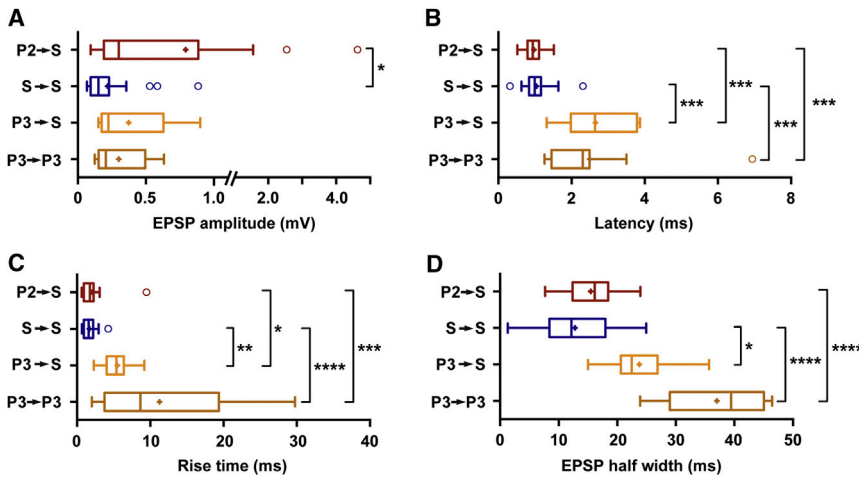 A
P2→S
S→S
P3→S
P3→P3
*
0 0.5 1.0 2.0 4.0
EPSP amplitude (mV)
B
P2→S
S→S
P3→S
P3→P3
***
***
***
***
0 2 4 6 8
Latency (ms)
C
P2→S
S→S
P3→S
P3→P3
**
*
****
***
0 10 20 30 40
Rise time (ms)
D
P2→S
S→S
P3→S
P3→P3
*
****
****
0 10 20 30 40 50
EPSP half width (ms)